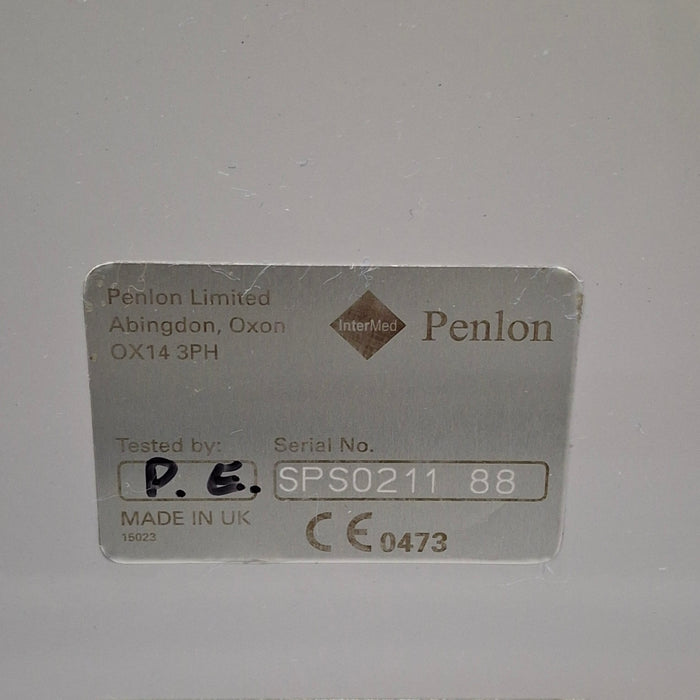 Penlon Limited
Abingdon, Oxon
OX14 3PH
InterMed
Penlon
Tested by:
Serial No.
P. E.
SPS0211 88
MADE IN UK
15023
CE 0473